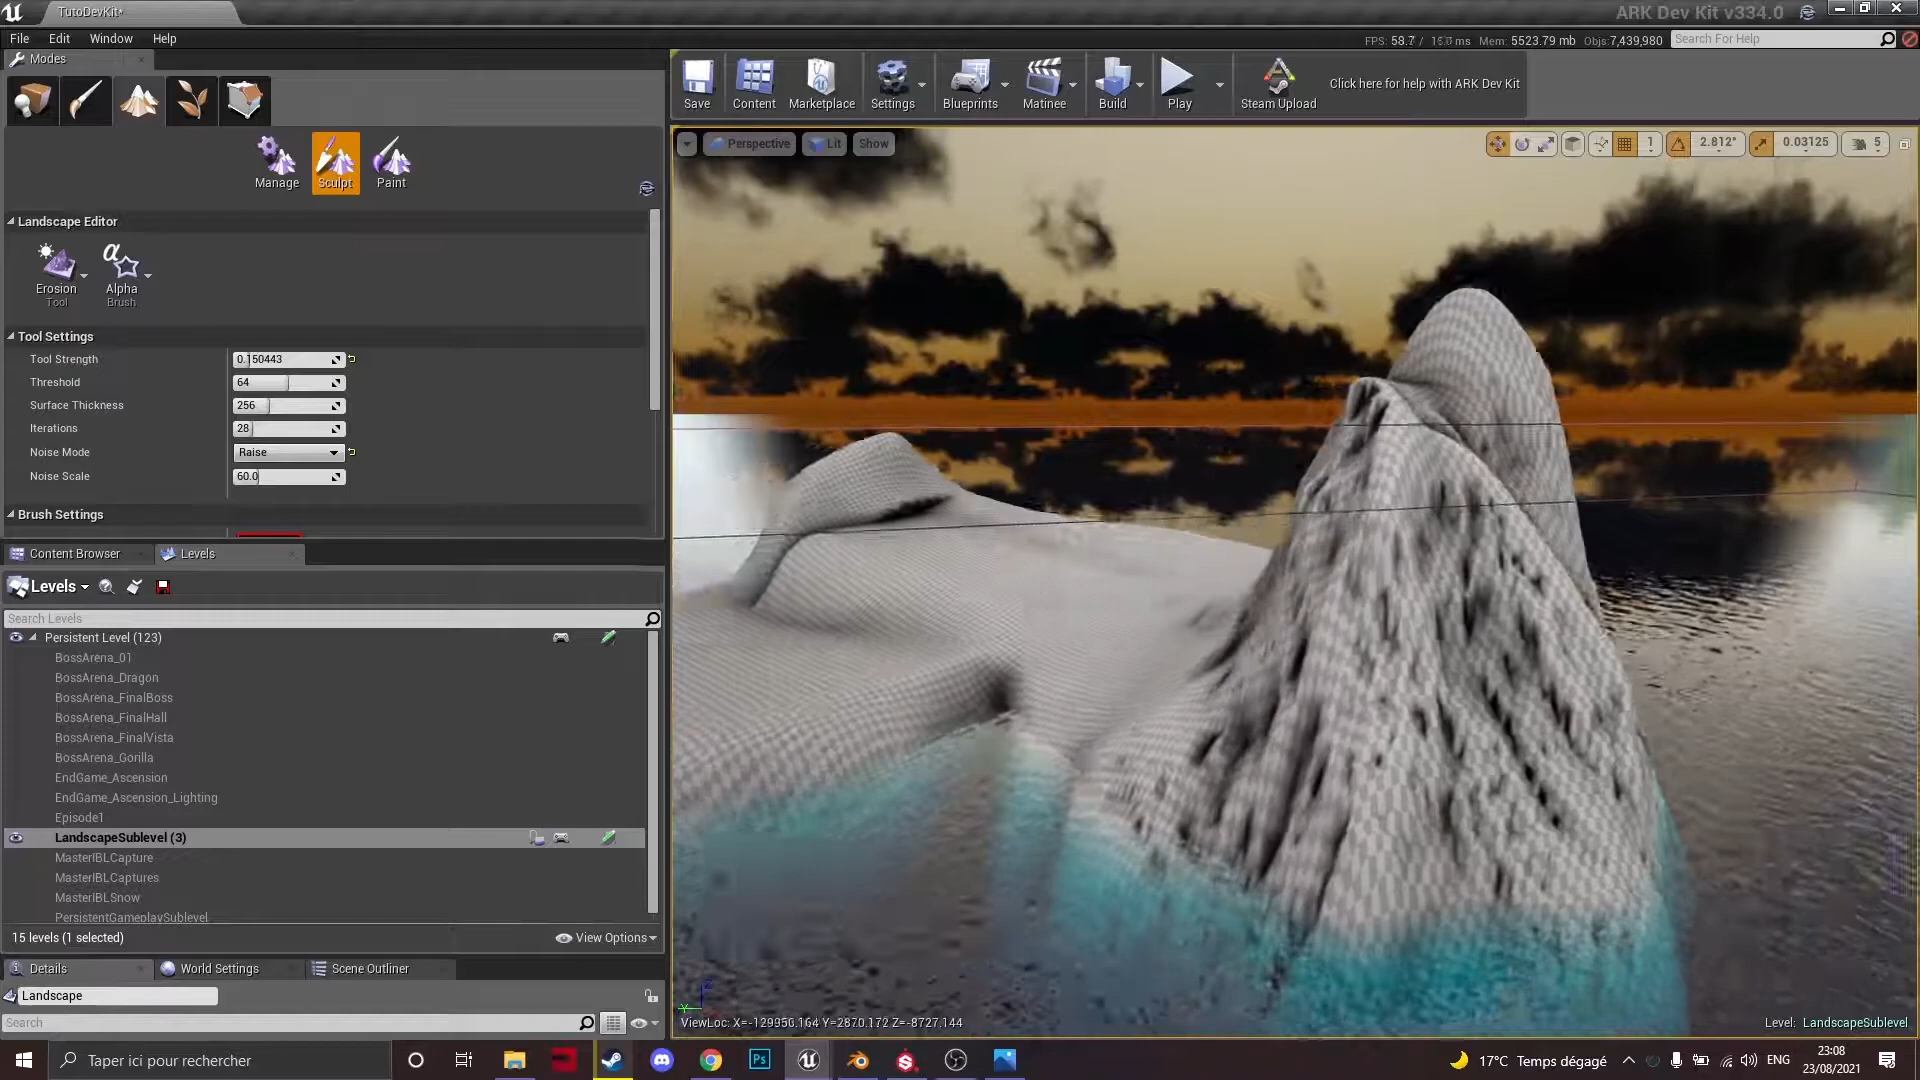 TutoDevKit*
ARK Dev Kit v334.0
File Edit Window Help
FPS: 58.7 / ms Mem: 5523.79 mb Objs:7,439,980 Search For Help
Modes
Save Content Marketplace Settings Blueprints Matinee Build Play Steam Upload Click here for help with ARK Dev Kit
Manage Sculpt Paint
Perspective Lit Show 1 2.812° 0.03125 5
Landscape Editor
α
Erosion Alpha
Tool Brush
Tool Settings
Tool Strength 0.150443
Threshold 64
Surface Thickness 256
Iterations 28
Noise Mode Raise
Noise Scale 60.0
Brush Settings
Content Browser Levels
Levels
Search Levels
Persistent Level (123)
BossArena_01
BossArena_Dragon
BossArena_FinalBoss
BossArena_FinalHall
BossArena_FinalVista
BossArena_Gorilla
EndGame_Ascension
EndGame_Ascension_Lighting
Episode1
LandscapeSublevel (3)
MasterIBLCapture
MasterIBLCaptures
MasterIBLSnow
PersistentGameplaySublevel
15 levels (1 selected) View Options
Details World Settings Scene Outliner
Landscape
Search
ViewLoc: X=-129950.164 Y=2870.172 Z=-8727.144
Level: LandscapeSublevel
Taper ici pour rechercher
Ps
17°C Temps dégagé
ENG
23:08
23/08/2021